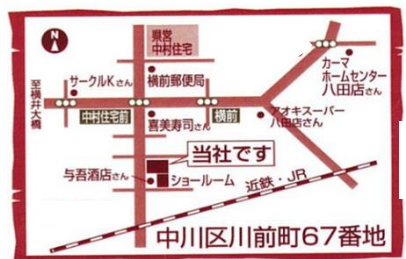 N
県営
中村住宅
カーマ
ホームセンター
八田店さん
サークルKさん
横前郵便局
至横井大橋
中村住宅前
横前
喜美寿司さん
アオキスーパー
八田店さん
当社です
与吾酒店さん
ショールーム
近鉄・JR
中川区川前町67番地